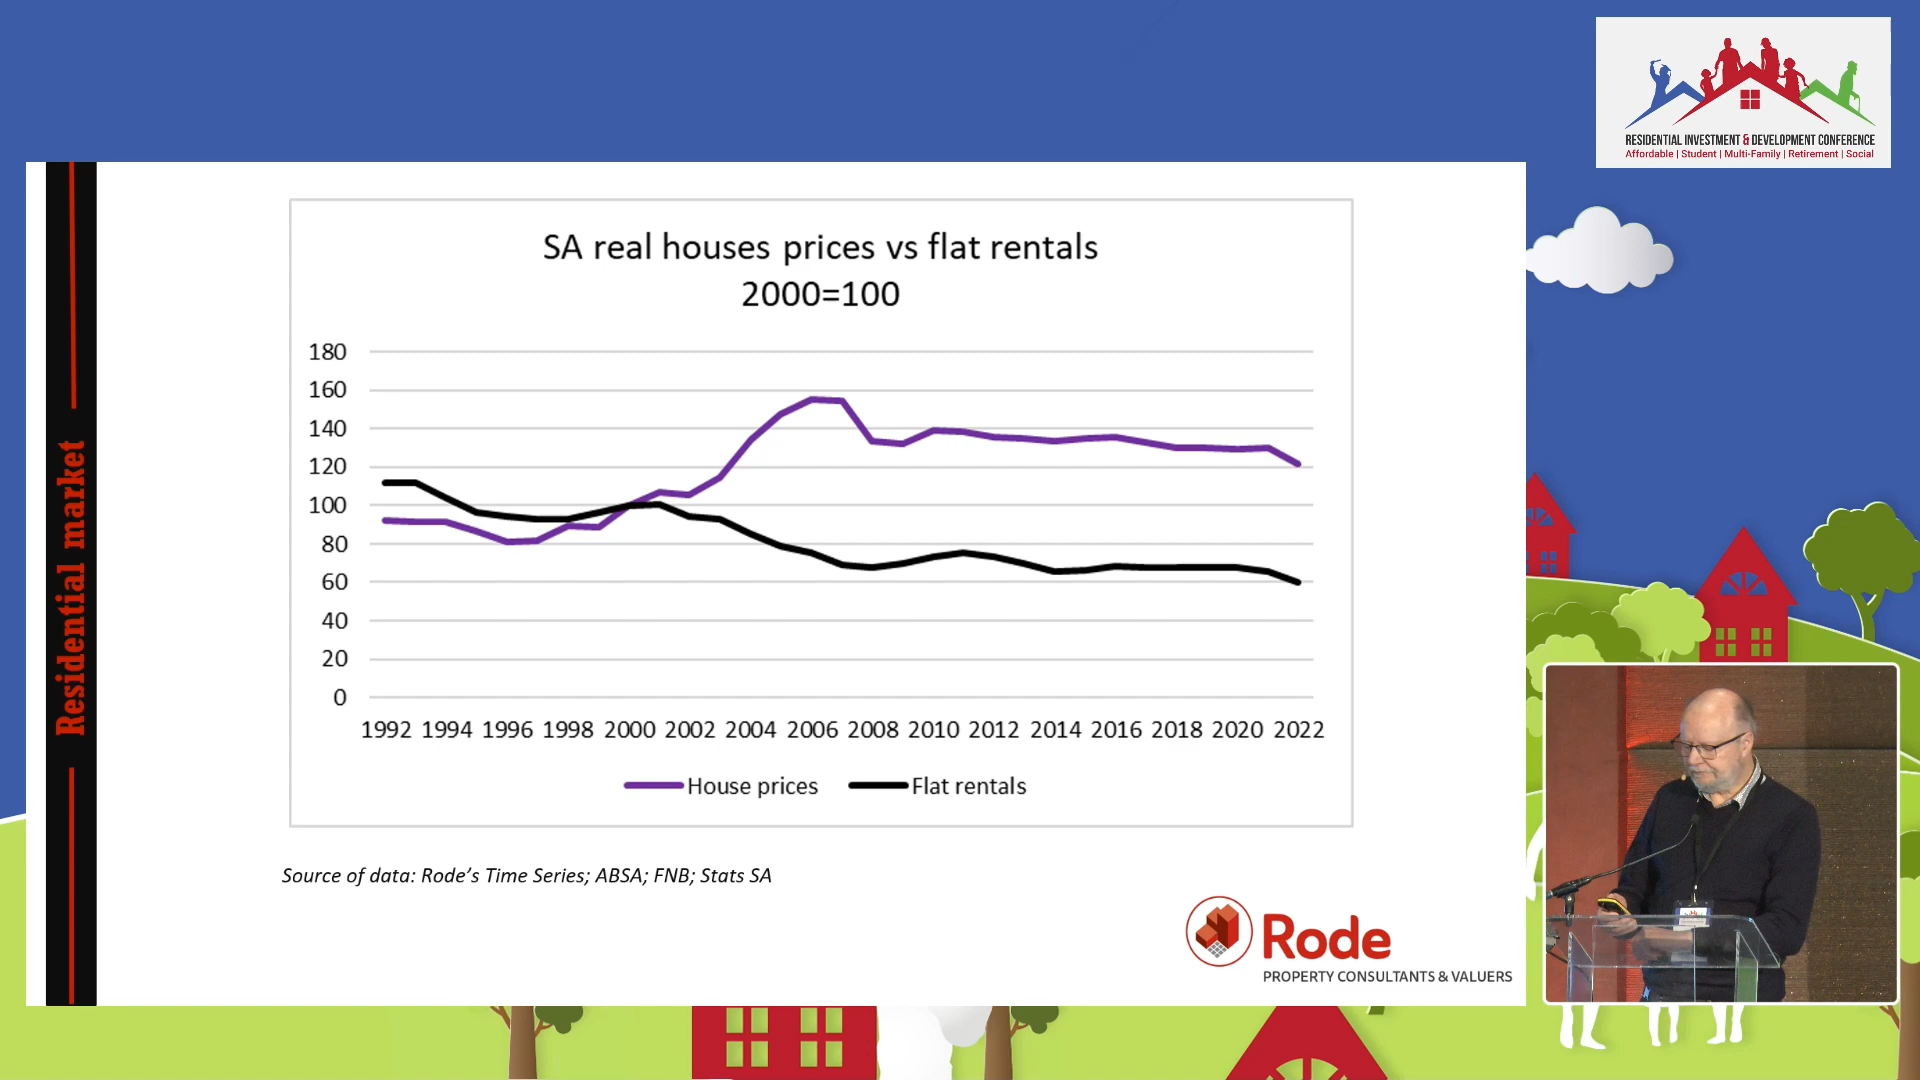 RESIDENTIAL INVESTMENT & DEVELOPMENT CONFERENCE
Affordable | Student | Multi-Family | Retirement | Social
Residential market
SA real houses prices vs flat rentals
2000=100
180
160
140
120
100
80
60
40
20
0
1992 1994 1996 1998 2000 2002 2004 2006 2008 2010 2012 2014 2016 2018 2020 2022
House prices Flat rentals
Source of data: Rode's Time Series; ABSA; FNB; Stats SA
Rode
PROPERTY CONSULTANTS & VALUERS